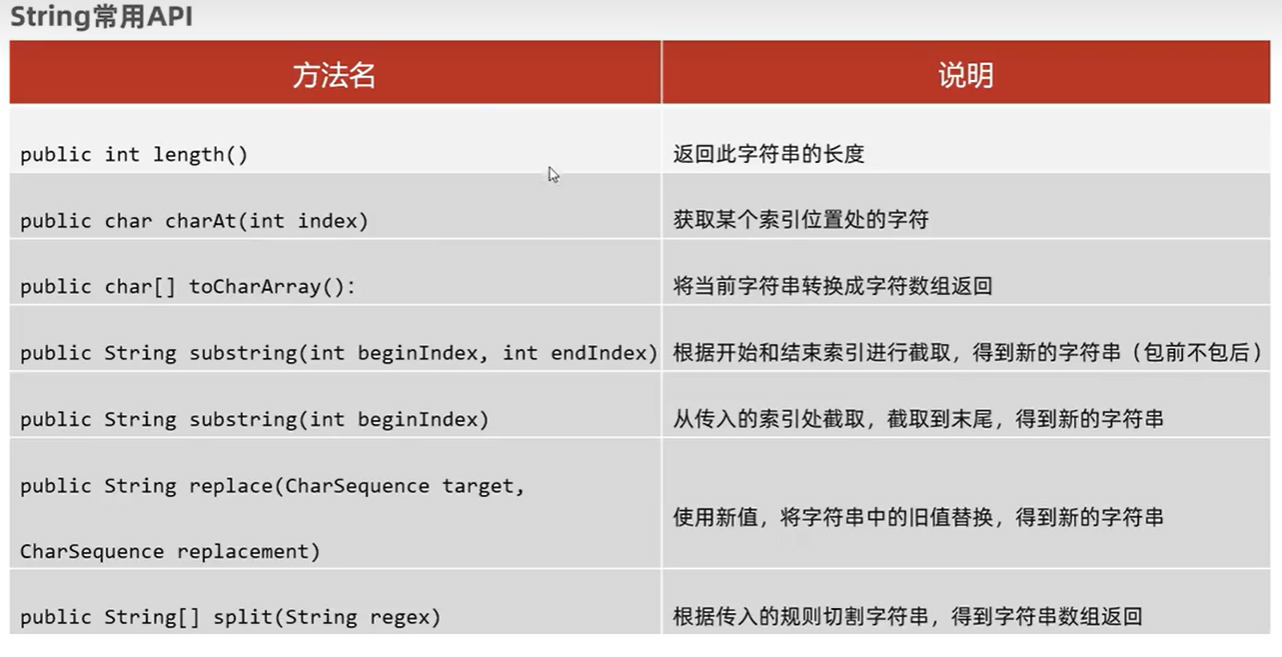 String常用API
方法名
说明
public int length()
返回此字符串的长度
public char charAt(int index)
获取某个索引位置处的字符
public char[] toCharArray():
将当前字符串转换成字符数组返回
public String substring(int beginIndex, int endIndex)
根据开始和结束索引进行截取，得到新的字符串（包前不包后）
public String substring(int beginIndex)
从传入的索引处截取，截取到末尾，得到新的字符串
public String replace(CharSequence target,
CharSequence replacement)
使用新值，将字符串中的旧值替换，得到新的字符串
public String[] split(String regex)
根据传入的规则切割字符串，得到字符串数组返回